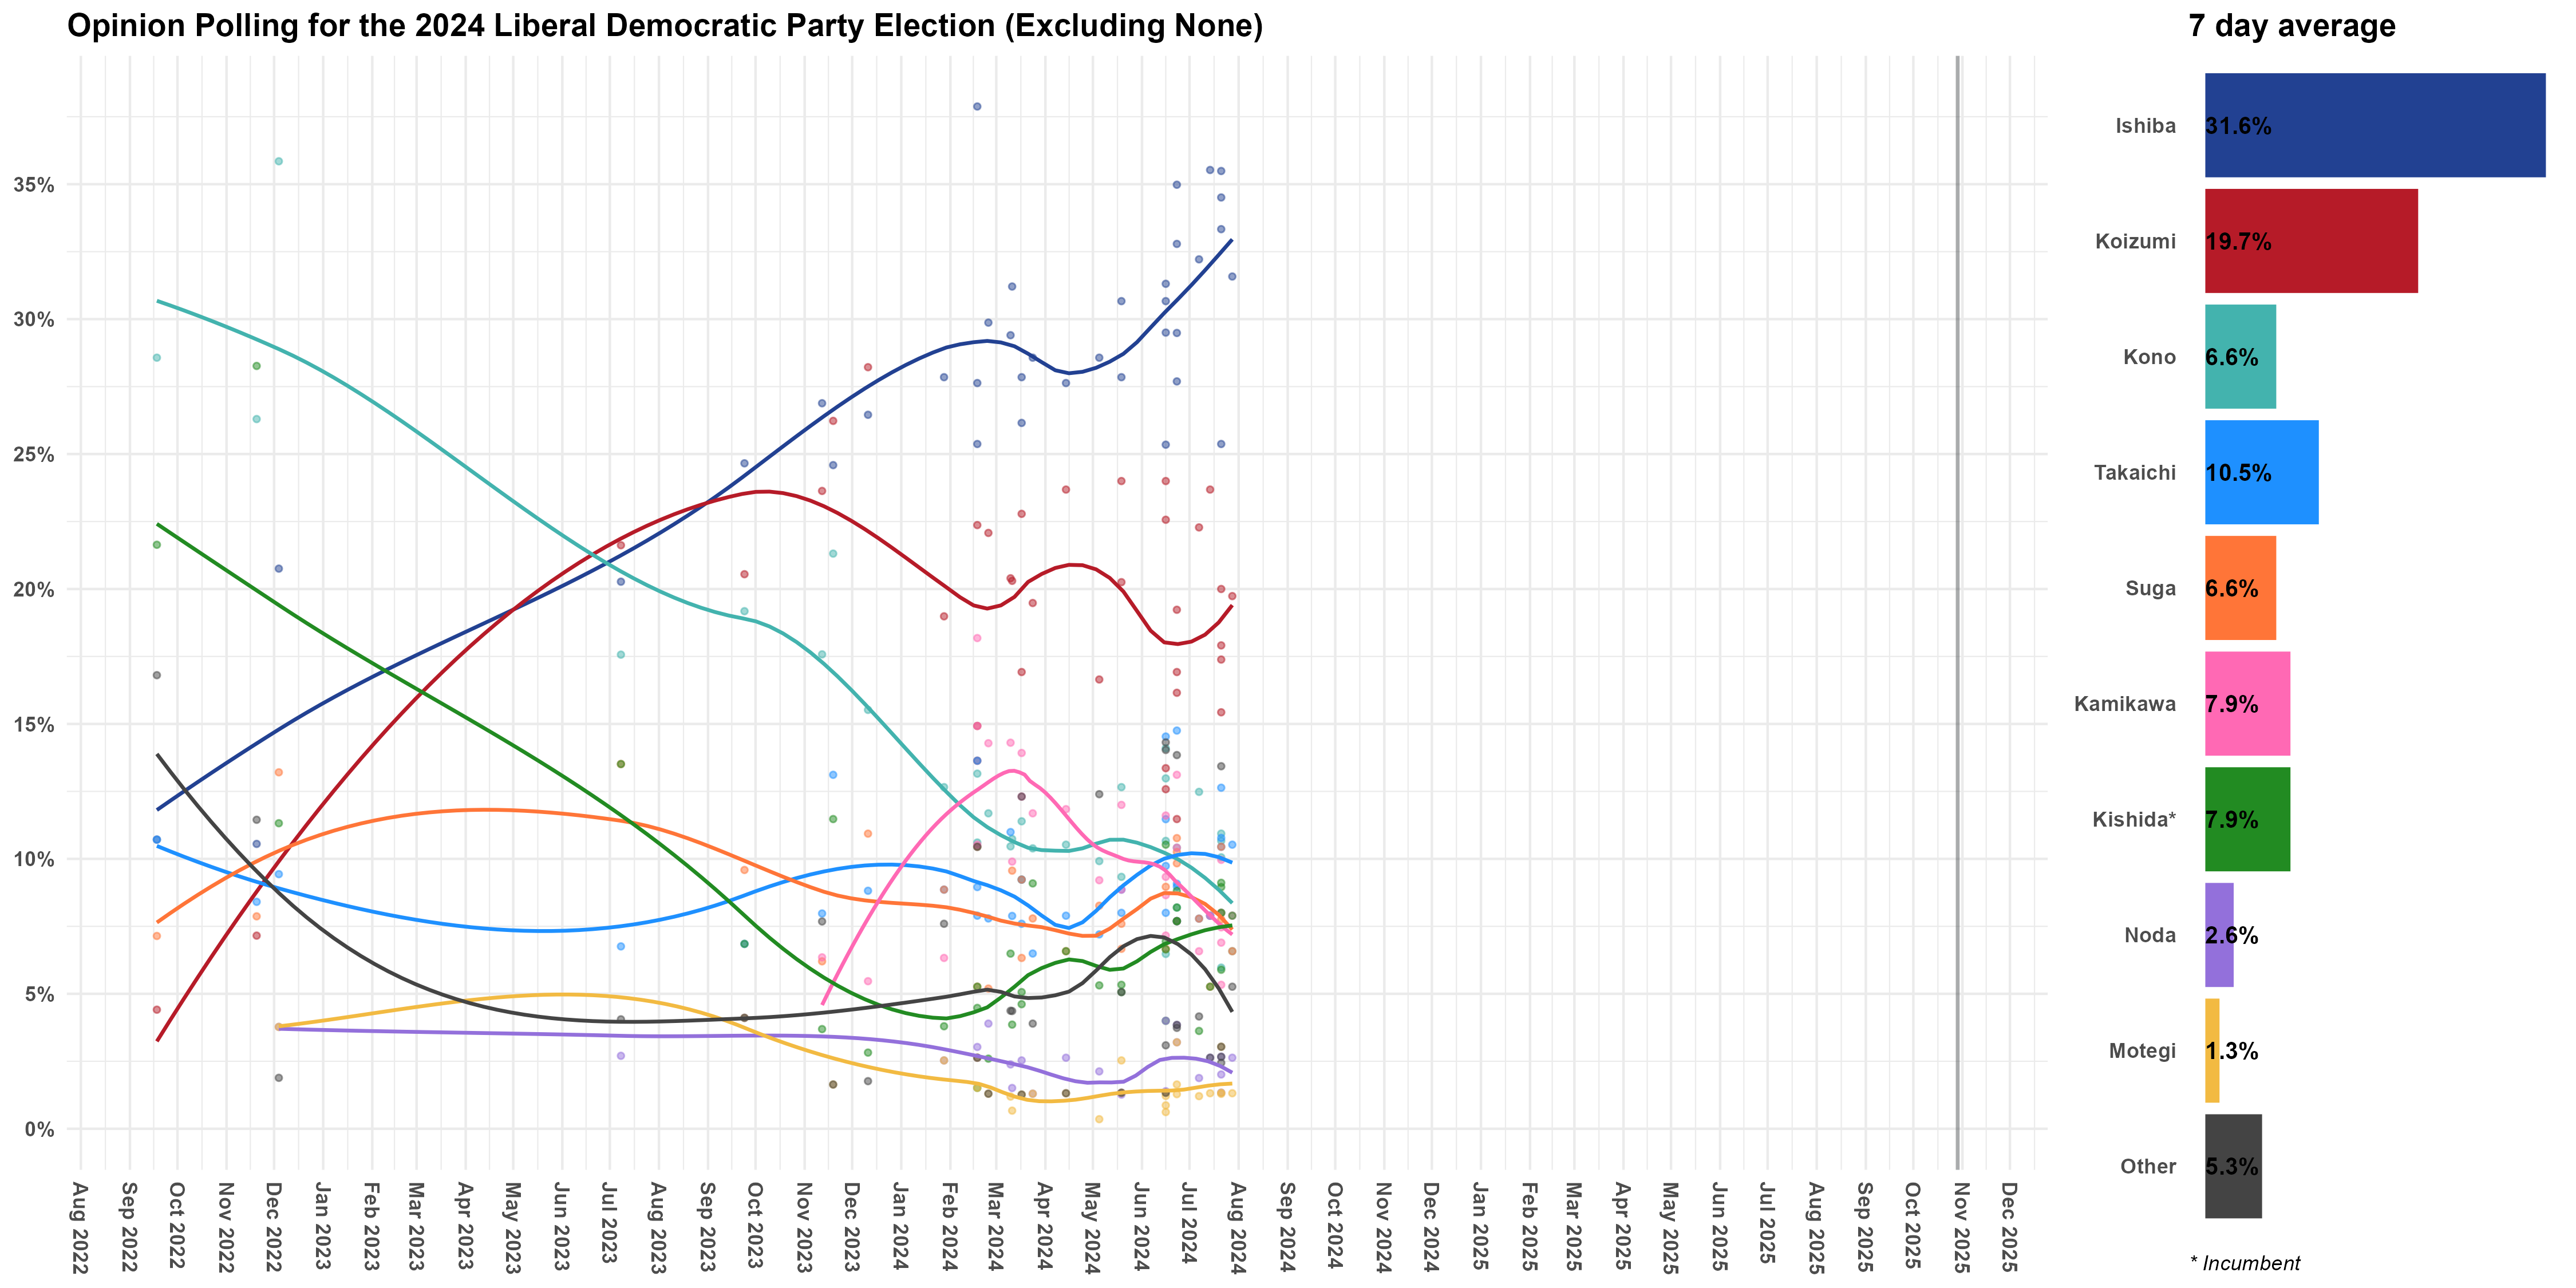 Opinion Polling for the 2024 Liberal Democratic Party Election (Excluding None)
7 day average
35%
30%
25%
20%
15%
10%
5%
0%
Aug 2022
Sep 2022
Oct 2022
Nov 2022
Dec 2022
Jan 2023
Feb 2023
Mar 2023
Apr 2023
May 2023
Jun 2023
Jul 2023
Aug 2023
Sep 2023
Oct 2023
Nov 2023
Dec 2023
Jan 2024
Feb 2024
Mar 2024
Apr 2024
May 2024
Jun 2024
Jul 2024
Aug 2024
Sep 2024
Oct 2024
Nov 2024
Dec 2024
Jan 2025
Feb 2025
Mar 2025
Apr 2025
May 2025
Jun 2025
Jul 2025
Aug 2025
Sep 2025
Oct 2025
Nov 2025
Dec 2025
Ishiba 31.6%
Koizumi 19.7%
Kono 6.6%
Takaichi 10.5%
Suga 6.6%
Kamikawa 7.9%
Kishida* 7.9%
Noda 2.6%
Motegi 1.3%
Other 5.3%
* Incumbent